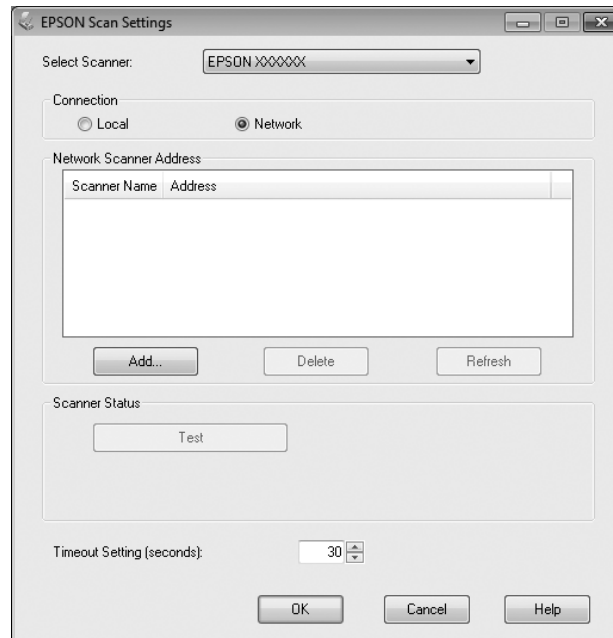 EPSON Scan Settings
Select Scanner: EPSON XXXXXX
Connection
Local Network
Network Scanner Address
Scanner Name Address
Add... Delete Refresh
Scanner Status
Test
Timeout Setting (seconds): 30
OK Cancel Help